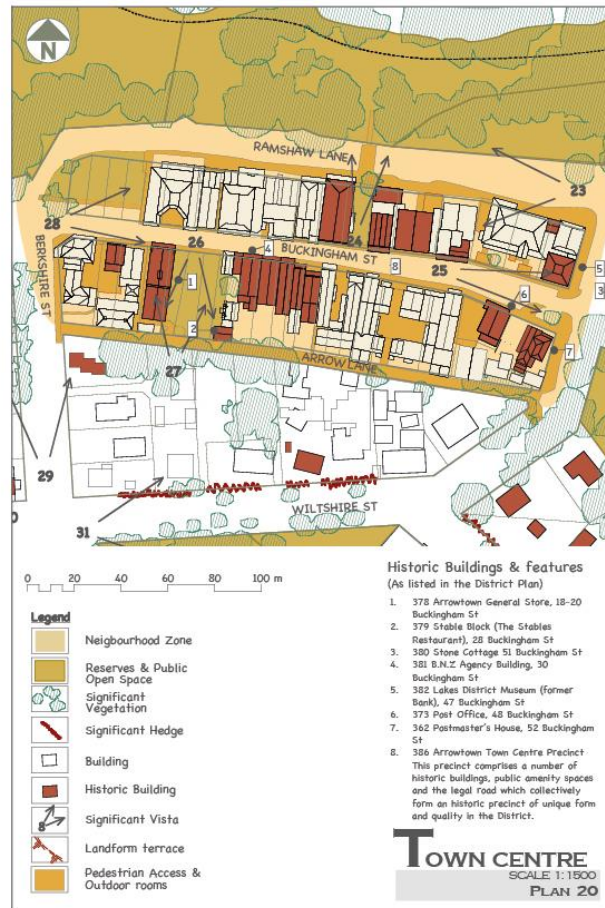 N
RAMSHAW LANE
23
28
24
26
4
BUCKINGHAM ST
8
25
5
BERKSHIRE ST
1
6
3
2
7
27
ARROW LANE
29
WILTSHIRE ST
31
0 20 40 60 80 100 m
Legend
Neigbourhood Zone
Reserves & Public
Open Space
Significant
Vegetation
Significant Hedge
Building
Historic Building
8
Significant Vista
Landform terrace
Pedestrian Access &
Outdoor rooms
Historic Buildings & features
(As listed in the District Plan)
1. 378 Arrowtown General Store, 18-20
Buckingham St
2. 379 Stable Block (The Stables
Restaurant), 28 Buckingham St
3. 380 Stone Cottage 51 Buckingham St
4. 381 B.N.Z Agency Building, 30
Buckingham St
5. 382 Lakes District Museum (former
Bank), 47 Buckingham St
6. 373 Post Office, 48 Buckingham St
7. 362 Postmaster's House, 52 Buckingham
St
8. 386 Arrowtown Town Centre Precinct
This precinct comprises a number of
historic buildings, public amenity spaces
and the legal road which collectively
form an historic precinct of unique form
and quality in the District.
TOWN CENTRE
SCALE 1:1500
PLAN 20